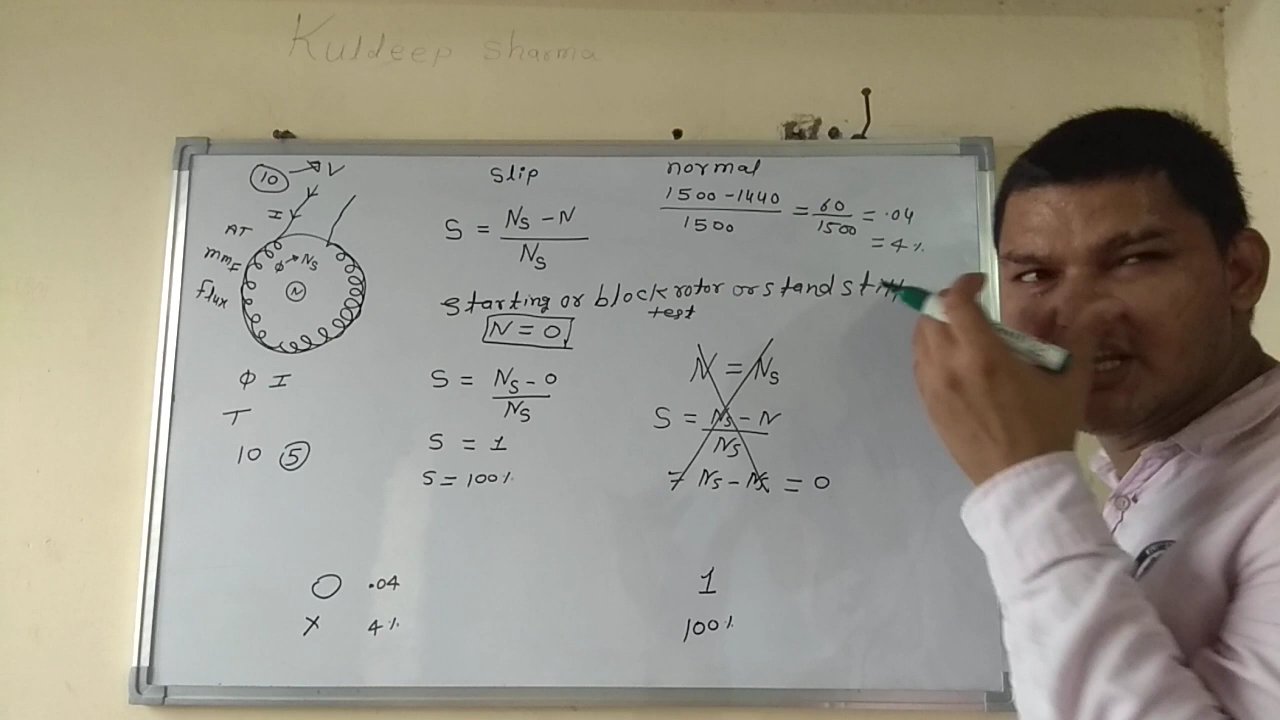 Kuldeep Sharma
10 → V
I
AT
mmf
flux
φ → Ns
N
φ I
T
10 5
Slip
S = Ns - N / Ns
normal
1500 - 1440 / 1500 = 60 / 1500 = .04
= 4%
Starting or block rotor or stand still
test
N = 0
S = Ns - 0 / Ns
S = 1
S = 100%
N = Ns
S = Ns - N / Ns
= Ns - Ns = 0
0 .04 1
X 4% 100%